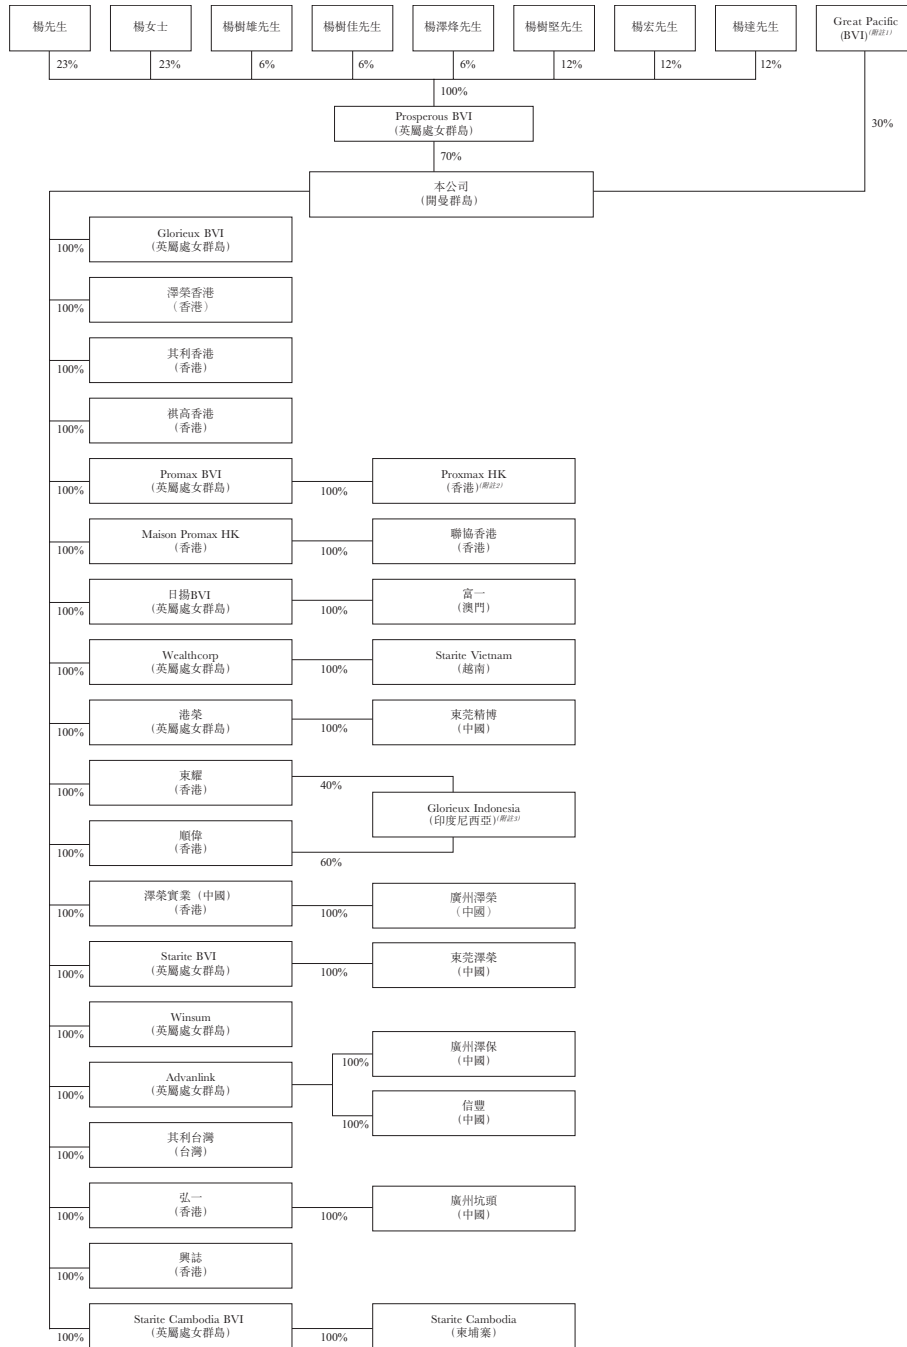 楊先生
楊女士
楊樹雄先生
楊樹佳先生
楊澤烽先生
楊樹堅先生
楊宏先生
楊達先生
Great Pacific
(BVI)(附註1)
23%
23%
6%
6%
6%
12%
12%
12%
100%
30%
Prosperous BVI
(英屬處女群島)
70%
本公司
(開曼群島)
100%
Glorieux BVI
(英屬處女群島)
100%
澤榮香港
(香港)
100%
其利香港
(香港)
100%
祺高香港
(香港)
100%
Promax BVI
(英屬處女群島)
100%
Proxmax HK
(香港)(附註2)
100%
Maison Promax HK
(香港)
100%
聯協香港
(香港)
100%
日揚BVI
(英屬處女群島)
100%
富一
(澳門)
100%
Wealthcorp
(英屬處女群島)
100%
Starite Vietnam
(越南)
100%
港榮
(英屬處女群島)
100%
東莞精博
(中國)
100%
東耀
(香港)
40%
Glorieux Indonesia
(印度尼西亞)(附註3)
100%
順偉
(香港)
60%
100%
澤榮實業(中國)
(香港)
100%
廣州澤榮
(中國)
100%
Starite BVI
(英屬處女群島)
100%
東莞澤榮
(中國)
100%
Winsum
(英屬處女群島)
100%
Advanlink
(英屬處女群島)
100%
廣州澤保
(中國)
100%
信豐
(中國)
100%
其利台灣
(台灣)
100%
弘一
(香港)
100%
廣州坑頭
(中國)
100%
興誌
(香港)
100%
Starite Cambodia BVI
(英屬處女群島)
100%
Starite Cambodia
(柬埔寨)